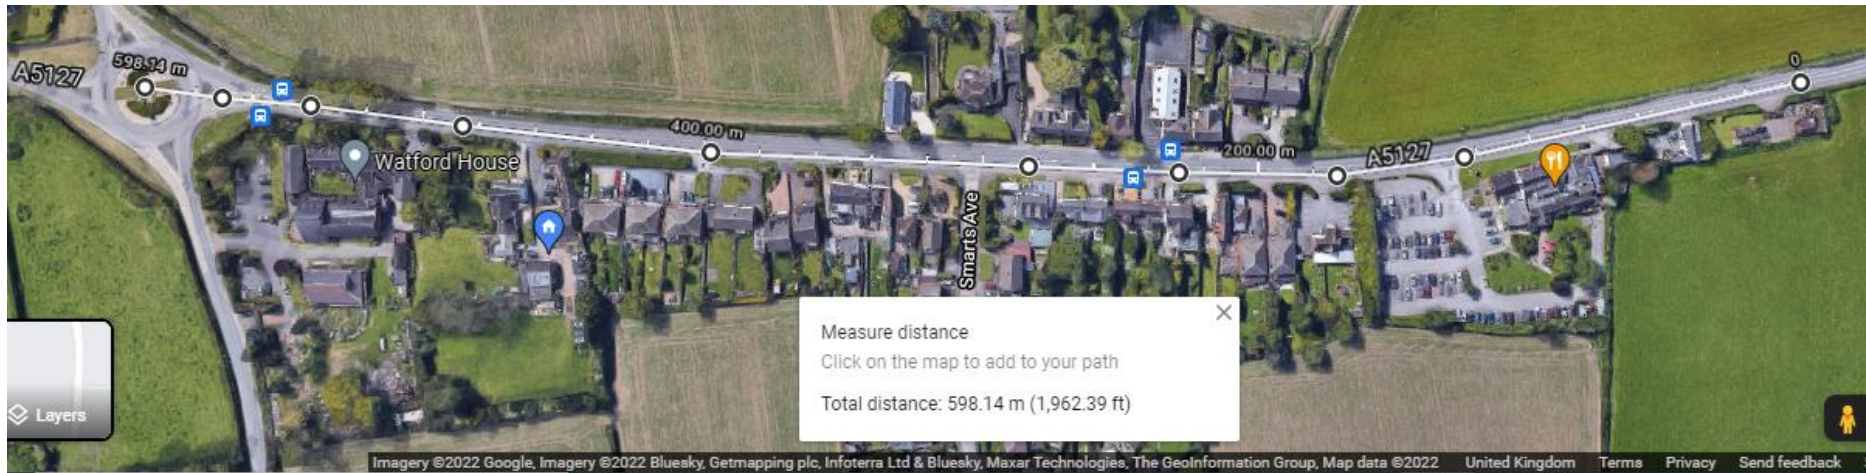 A5127
598.14 m
0
400.00 m
200.00 m
A5127
Watford House
Smarts Ave
Measure distance
Click on the map to add to your path
Total distance: 598.14 m (1,962.39 ft)
Layers
Imagery ©2022 Google, Imagery ©2022 Bluesky, Getmapping plc, Infoterra Ltd & Bluesky, Maxar Technologies, The GeoInformation Group, Map data ©2022 United Kingdom Terms Privacy Send feedback